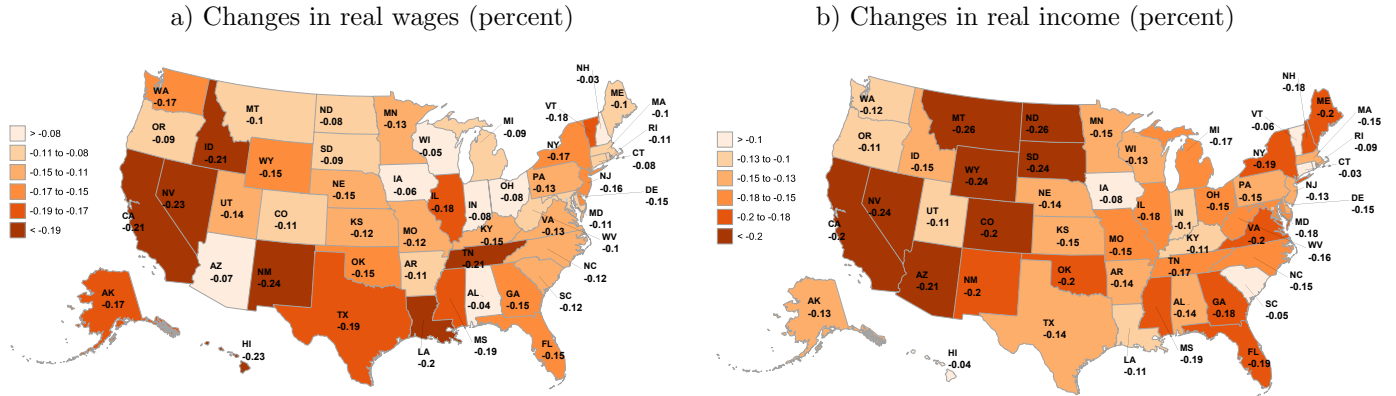 a) Changes in real wages (percent)
> -0.08
-0.11 to -0.08
-0.15 to -0.11
-0.17 to -0.15
-0.19 to -0.17
< -0.19
WA
-0.17
OR
-0.09
CA
-0.21
NV
-0.23
ID
-0.21
MT
-0.1
WY
-0.15
UT
-0.14
AZ
-0.07
CO
-0.11
NM
-0.24
ND
-0.08
SD
-0.09
NE
-0.15
KS
-0.12
OK
-0.15
TX
-0.19
MN
-0.13
IA
-0.06
MO
-0.12
AR
-0.11
LA
-0.2
WI
-0.05
IL
-0.18
MI
-0.09
IN
-0.08
OH
-0.08
KY
-0.15
TN
-0.21
MS
-0.19
AL
-0.04
GA
-0.15
FL
-0.15
SC
-0.12
NC
-0.12
VA
-0.13
WV
-0.1
MD
-0.11
DE
-0.15
NJ
-0.16
PA
-0.13
NY
-0.17
CT
-0.08
RI
-0.11
MA
-0.1
VT
-0.18
NH
-0.03
ME
-0.1
AK
-0.17
HI
-0.23
b) Changes in real income (percent)
> -0.1
-0.13 to -0.1
-0.15 to -0.13
-0.18 to -0.15
-0.2 to -0.18
< -0.2
WA
-0.12
OR
-0.11
CA
-0.2
NV
-0.24
ID
-0.15
MT
-0.26
WY
-0.24
UT
-0.11
AZ
-0.21
CO
-0.2
NM
-0.2
ND
-0.26
SD
-0.24
NE
-0.14
KS
-0.15
OK
-0.2
TX
-0.14
MN
-0.15
IA
-0.08
MO
-0.15
AR
-0.14
LA
-0.11
WI
-0.13
IL
-0.18
MI
-0.17
IN
-0.1
OH
-0.15
KY
-0.11
TN
-0.17
MS
-0.19
AL
-0.14
GA
-0.18
FL
-0.19
SC
-0.05
NC
-0.15
VA
-0.2
WV
-0.16
MD
-0.18
DE
-0.15
NJ
-0.13
PA
-0.15
NY
-0.19
CT
-0.03
RI
-0.09
MA
-0.15
VT
-0.06
NH
-0.18
ME
-0.2
AK
-0.13
HI
-0.04